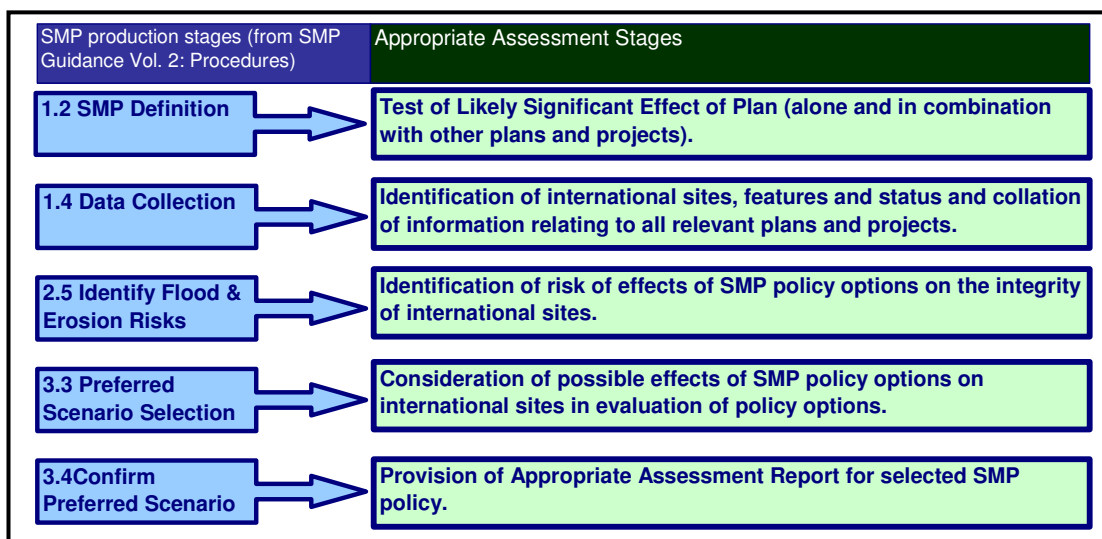 SMP production stages (from SMP
Guidance Vol. 2: Procedures)
Appropriate Assessment Stages
1.2 SMP Definition
Test of Likely Significant Effect of Plan (alone and in combination
with other plans and projects).
1.4 Data Collection
Identification of international sites, features and status and collation
of information relating to all relevant plans and projects.
2.5 Identify Flood &
Erosion Risks
Identification of risk of effects of SMP policy options on the integrity
of international sites.
3.3 Preferred
Scenario Selection
Consideration of possible effects of SMP policy options on
international sites in evaluation of policy options.
3.4Confirm
Preferred Scenario
Provision of Appropriate Assessment Report for selected SMP
policy.